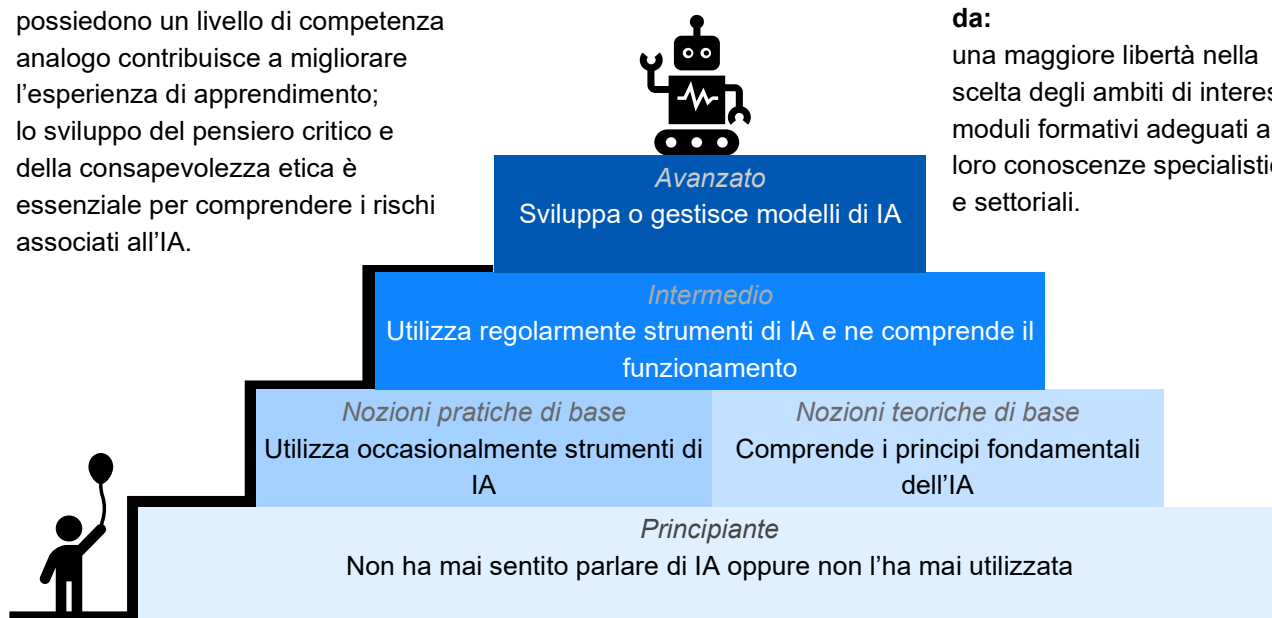 possiedono un livello di competenza
analogo contribuisce a migliorare
l'esperienza di apprendimento;
lo sviluppo del pensiero critico e
della consapevolezza etica è
essenziale per comprendere i rischi
associati all'IA.
da:
una maggiore libertà nella
scelta degli ambiti di
moduli formativi adeguati a
loro conoscenze
e settoriali.
Avanzato
Sviluppa o gestisce modelli di IA
Intermedio
Utilizza regolarmente strumenti di IA e ne comprende il
funzionamento
Nozioni pratiche di base
Utilizza occasionalmente strumenti di
IA
Nozioni teoriche di base
Comprende i principi fondamentali
dell'IA
Principiante
Non ha mai sentito parlare di IA oppure non l'ha mai utilizzata